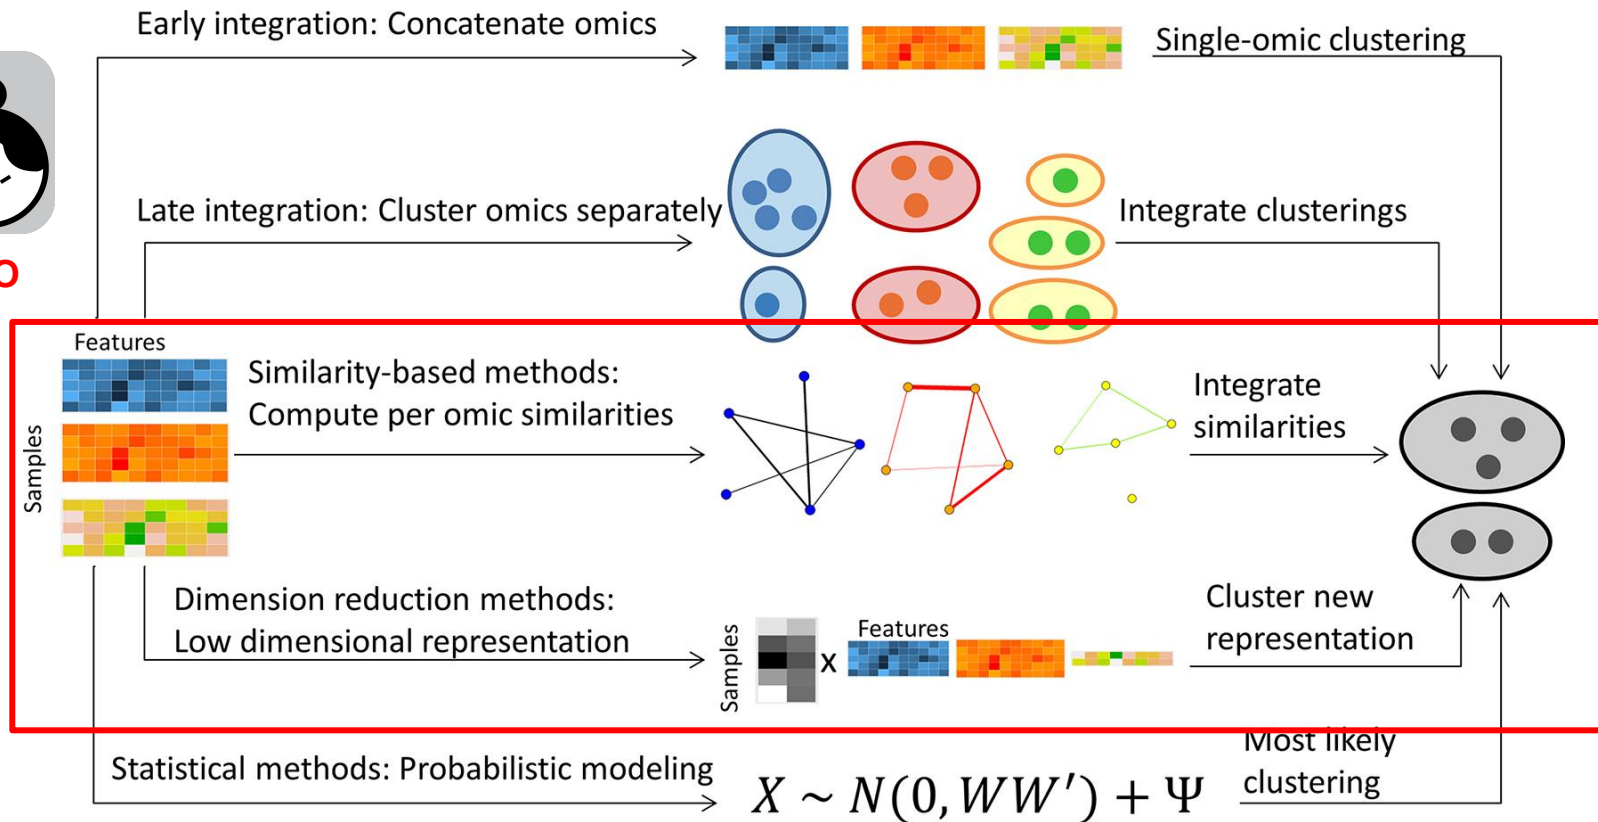 Early integration: Concatenate omics
Single-omic clustering
Late integration: Cluster omics separately
Integrate clusterings
o
Features
Samples
Similarity-based methods:
Compute per omic similarities
Integrate
similarities
Dimension reduction methods:
Low dimensional representation
Samples
x
Features
Cluster new
representation
Statistical methods: Probabilistic modeling
X ~ N(0, WW′) + Ψ
Most likely
clustering